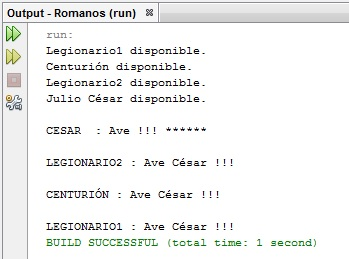 Output - Romanos (run)
run:
Legionario1 disponible.
Centurión disponible.
Legionario2 disponible.
Julio César disponible.
CESAR  : Ave !!! ******
LEGIONARIO2 : Ave César !!!
CENTURIÓN : Ave César !!!
LEGIONARIO1 : Ave César !!!
BUILD SUCCESSFUL (total time: 1 second)